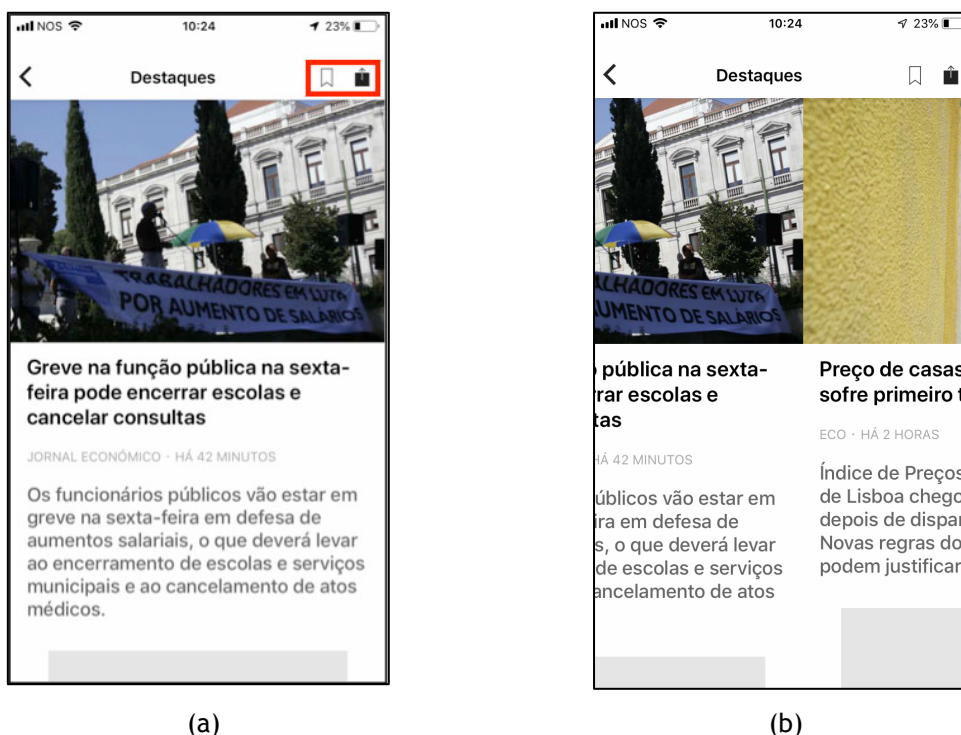 NOS 10:24 23%
Destaques
TRABALHADORES EM LUTA
POR AUMENTO DE SALÁRIOS
Greve na função pública na sexta-
feira pode encerrar escolas e
cancelar consultas
JORNAL ECONÓMICO · HÁ 42 MINUTOS
Os funcionários públicos vão estar em
greve na sexta-feira em defesa de
aumentos salariais, o que deverá levar
ao encerramento de escolas e serviços
municipais e ao cancelamento de atos
médicos.
(a)
NOS 10:24 23%
Destaques
LHADORES EM LUTA
UMENTO DE SALÁRIOS
pública na sexta-
rar escolas e
tas
HÁ 42 MINUTOS
úblicos vão estar em
ira em defesa de
s, o que deverá levar
de escolas e serviços
ancelamento de atos
Preço de casas
sofre primeiro t
ECO · HÁ 2 HORAS
Índice de Preços
de Lisboa chego
depois de dispar
Novas regras do
podem justificar
(b)